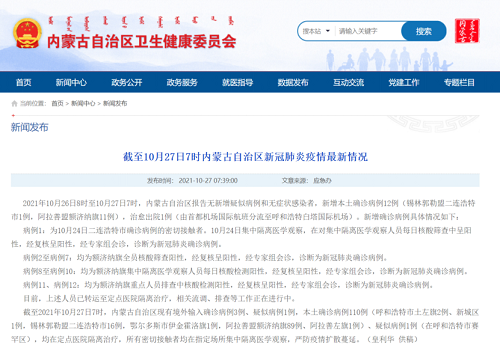 内蒙古自治区卫生健康委员会
搜本站
请输入关键字
搜索
首页 新闻中心 政务公开 政务服务 就医指导 数据发布 互动交流 党建工作 专题栏目
当前位置: 首页 > 新闻中心 > 新闻发布
新闻发布
截至10月27日7时内蒙古自治区新冠肺炎疫情最新情况
发布时间: 2021-10-27 07:39:00 文章来源: 应急办
2021年10月26日8时至10月27日7时，内蒙古自治区报告无新增疑似病例和无症状感染者，新增本土确诊病例12例（锡林郭勒盟二连浩特
市1例，阿拉善盟额济纳旗11例），治愈出院1例（由首都机场国际航班分流至呼和浩特白塔国际机场）。新增确诊病例具体情况如下：
病例1：为10月24日二连浩特市确诊病例的密切接触者，10月24日集中隔离医学观察，在对集中隔离医学观察人员每日核酸筛查中呈阳
性，经复核呈阳性，经专家组会诊，诊断为新冠肺炎确诊病例。
病例2至病例7：均为额济纳旗全员核酸筛查阳性，经复核呈阳性，经专家组会诊，诊断为新冠肺炎确诊病例。
病例8至病例10：均为额济纳旗集中隔离医学观察人员每日核酸检测阳性，经复核呈阳性，经专家组会诊，诊断为新冠肺炎确诊病例。
病例11、病例12：均为额济纳旗重点人员排查中核酸检测阳性，经复核呈阳性，经专家组会诊，诊断为新冠肺炎确诊病例。
目前，上述人员已转运至定点医院隔离治疗，相关流调、排查等工作正在进行中。
截至2021年10月27日7时，内蒙古自治区现有境外输入确诊病例3例、疑似病例1例，本土确诊病例110例（呼和浩特市土左旗2例、新城区
1例，锡林郭勒盟二连浩特市16例，鄂尔多斯市伊金霍洛旗1例，阿拉善盟额济纳旗89例、阿拉善左旗1例）、疑似病例1例（在呼和浩特市赛
罕区），均在定点医院隔离治疗。所有密切接触者均在指定场所集中隔离医学观察，严防疫情扩散蔓延。（皇利华 供稿）